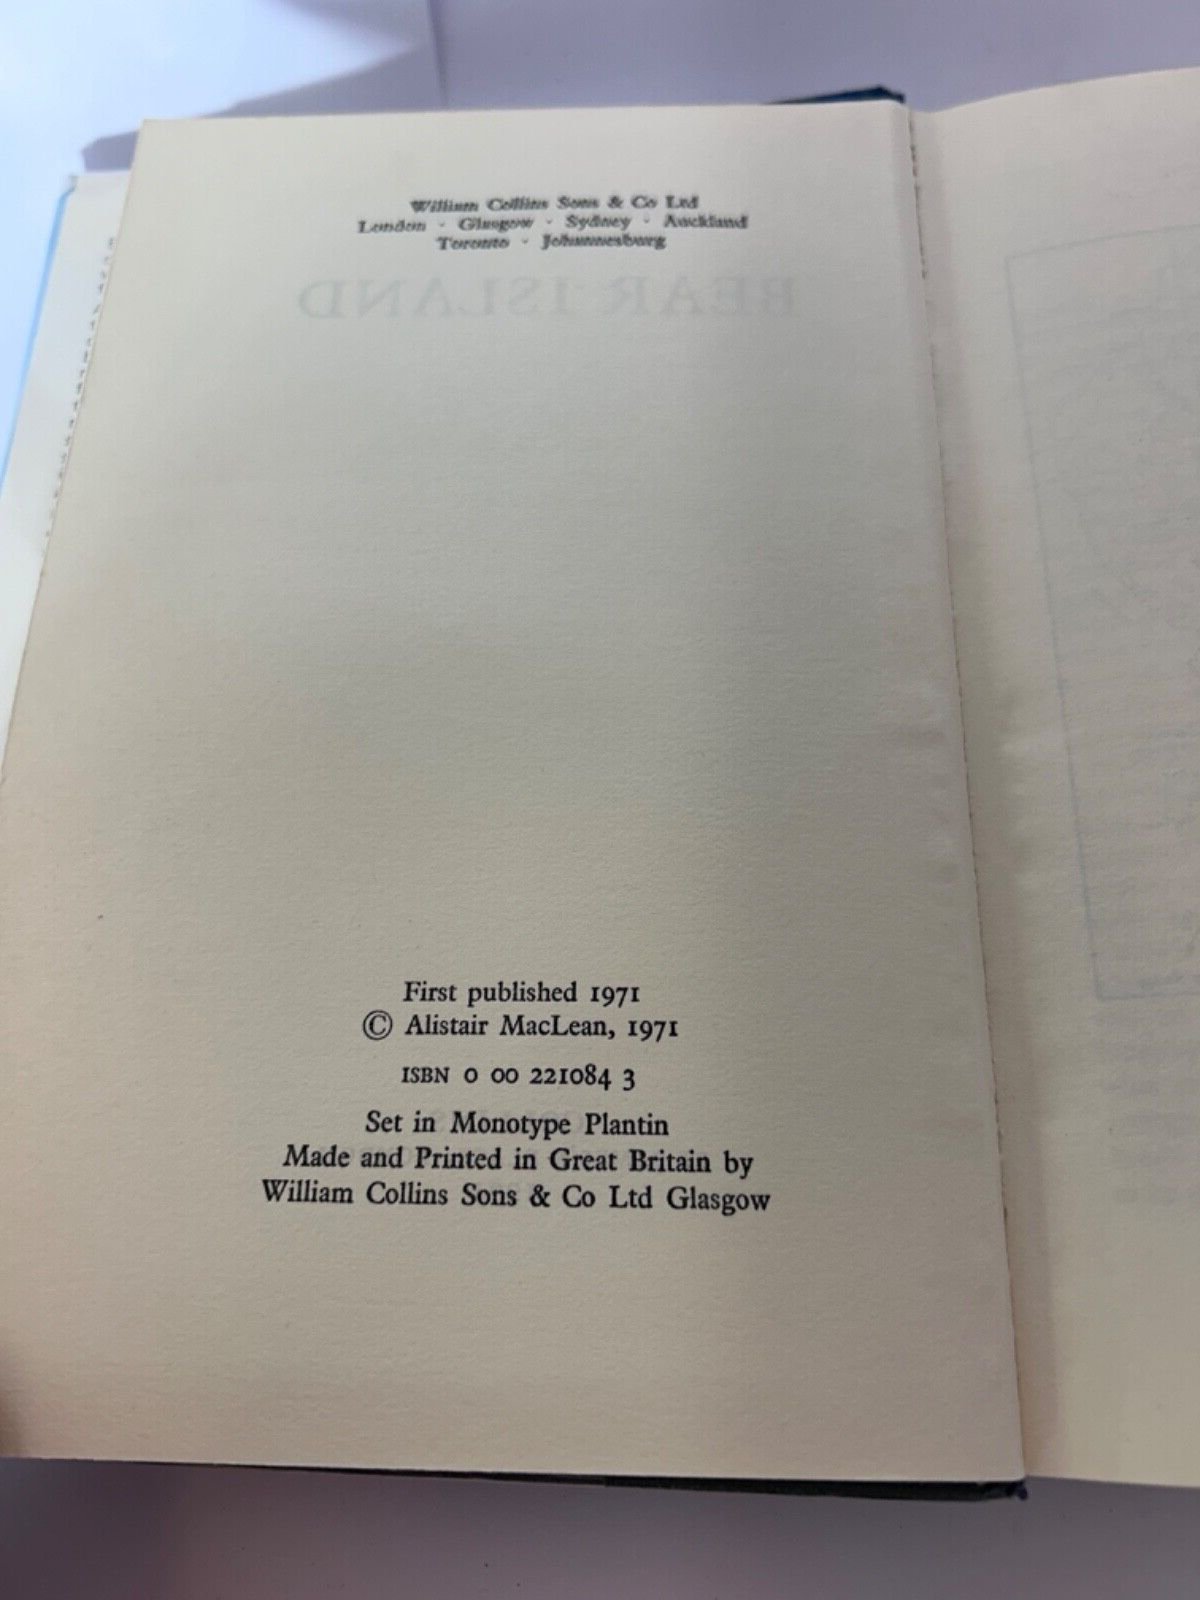 William Collins Sons & Co Ltd
London · Glasgow · Sydney · Auckland
Toronto · Johannesburg
BEAR ISLAND
First published 1971
© Alistair MacLean, 1971
ISBN 0 00 221084 3
Set in Monotype Plantin
Made and Printed in Great Britain by
William Collins Sons & Co Ltd Glasgow